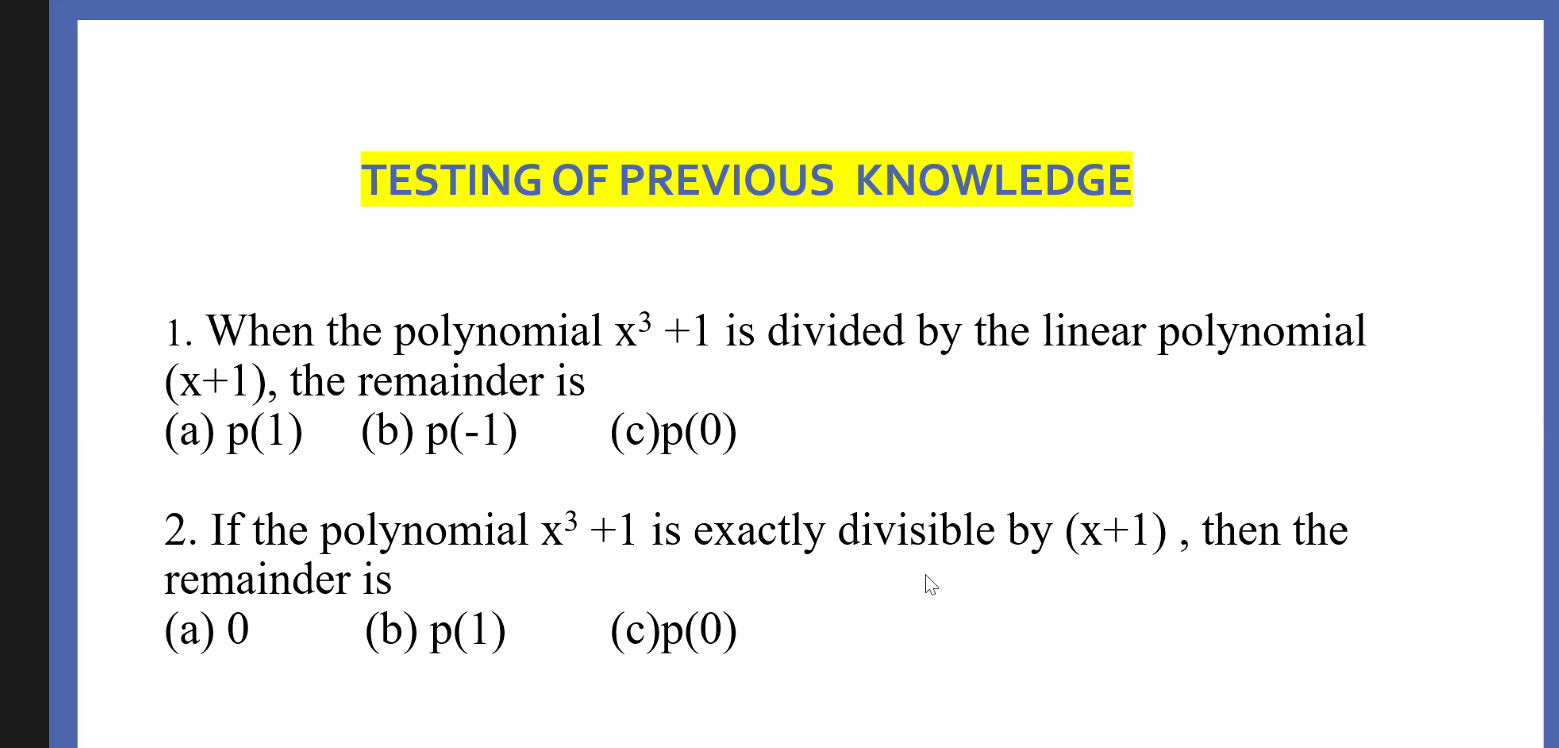 TESTING OF PREVIOUS KNOWLEDGE
1. When the polynomial x³ +1 is divided by the linear polynomial
(x+1), the remainder is
(a) p(1) (b) p(-1) (c)p(0)
2. If the polynomial x³ +1 is exactly divisible by (x+1) , then the
remainder is
(a) 0 (b) p(1) (c)p(0)